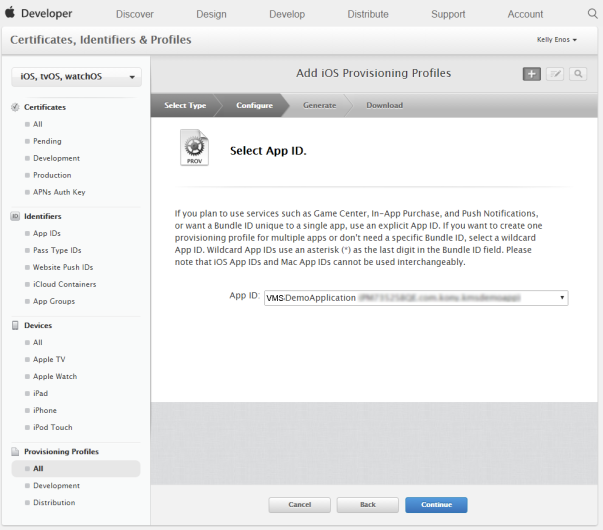 Developer
Discover
Design
Develop
Distribute
Support
Account
Certificates, Identifiers & Profiles
Kelly Enos
iOS, tvOS, watchOS
Certificates
All
Pending
Development
Production
APNs Auth Key
Identifiers
App IDs
Pass Type IDs
Website Push IDs
iCloud Containers
App Groups
Devices
All
Apple TV
Apple Watch
iPad
iPhone
iPod Touch
Provisioning Profiles
All
Development
Distribution
Add iOS Provisioning Profiles
Select Type
Configure
Generate
Download
PROV
Select App ID.
If you plan to use services such as Game Center, In-App Purchase, and Push Notifications,
or want a Bundle ID unique to a single app, use an explicit App ID. If you want to create one
provisioning profile for multiple apps or don't need a specific Bundle ID, select a wildcard
App ID. Wildcard App IDs use an asterisk (*) as the last digit in the Bundle ID field. Please
note that iOS App IDs and Mac App IDs cannot be used interchangeably.
App ID: VMS-DemoApplication
Cancel
Back
Continue